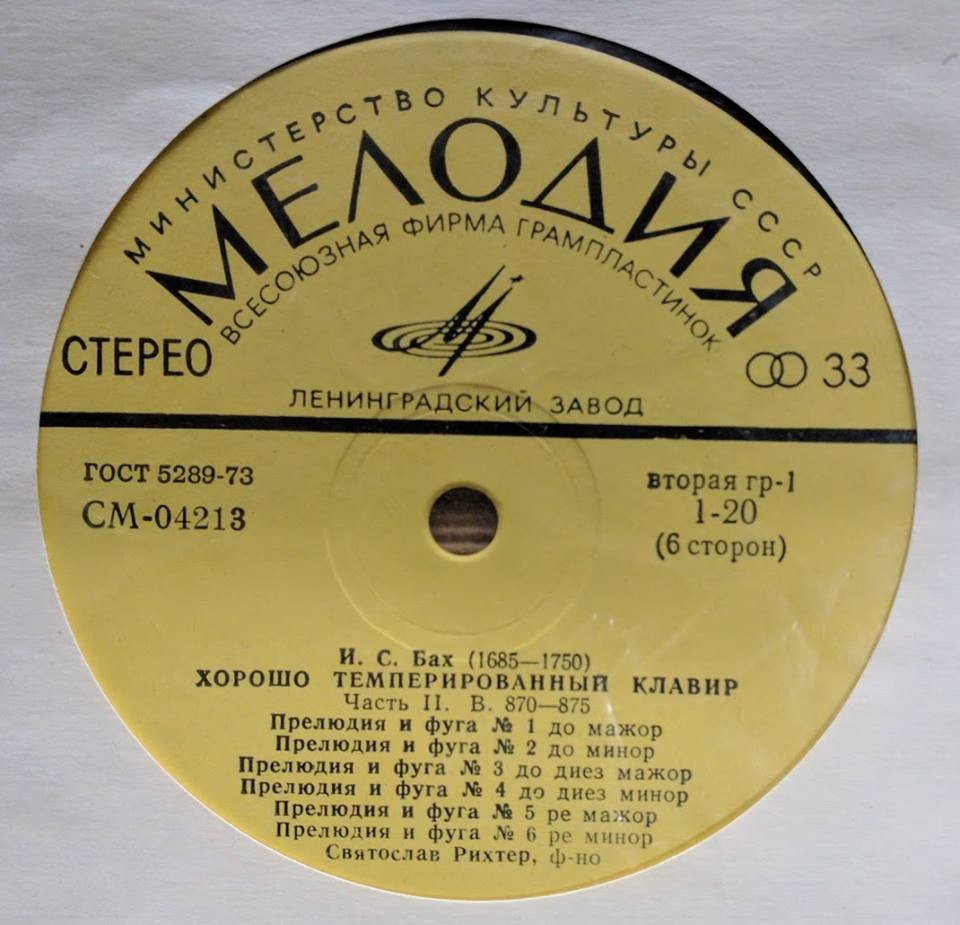 МИНИСТЕРСТВО КУЛЬТУРЫ СССР
МЕЛОДИЯ
ВСЕСОЮЗНАЯ ФИРМА ГРАМПЛАСТИНОК
СТЕРЕО
33
ЛЕНИНГРАДСКИЙ ЗАВОД
ГОСТ 5289-73
СМ-04213
вторая гр-1
1-20
(6 сторон)
И. С. Бах (1685—1750)
ХОРОШО ТЕМПЕРИРОВАННЫЙ КЛАВИР
Часть II. В. 870—875
Прелюдия и фуга № 1 до мажор
Прелюдия и фуга № 2 до минор
Прелюдия и фуга № 3 до диез мажор
Прелюдия и фуга № 4 до диез минор
Прелюдия и фуга № 5 ре мажор
Прелюдия и фуга № 6 ре минор
Святослав Рихтер, ф-но